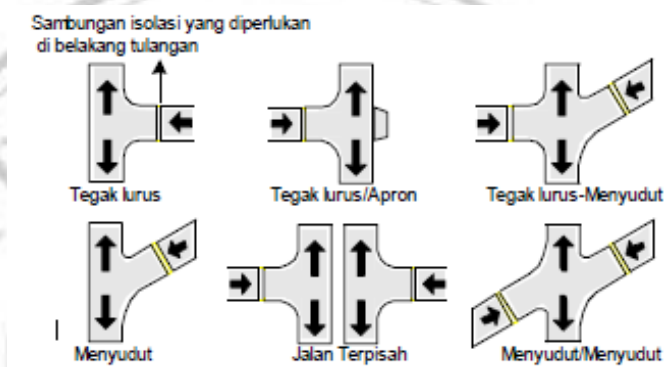 Sambungan isolasi yang diperlukan
di belakang tulangan
Tegak lurus
Tegak lurus/Apron
Tegak lurus-Menyudut
Menyudut
Jalan Terpisah
Menyudut/Menyudut